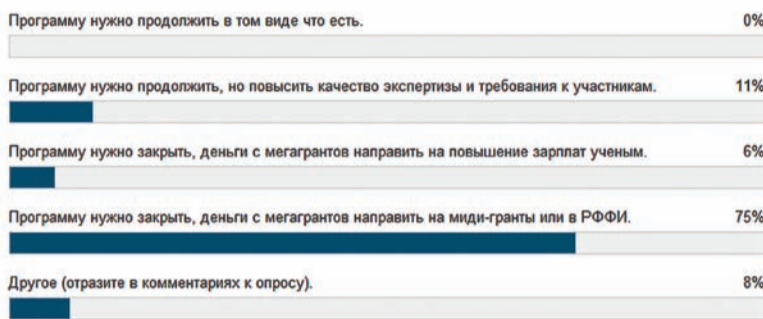 Программу нужно продолжить в том виде что есть. 0%
Программу нужно продолжить, но повысить качество экспертизы и требования к участникам. 11%
Программу нужно закрыть, деньги с мегагрантов направить на повышение зарплат ученым. 6%
Программу нужно закрыть, деньги с мегагрантов направить на миди-гранты или в РФФИ. 75%
Другое (отразите в комментариях к опросу). 8%